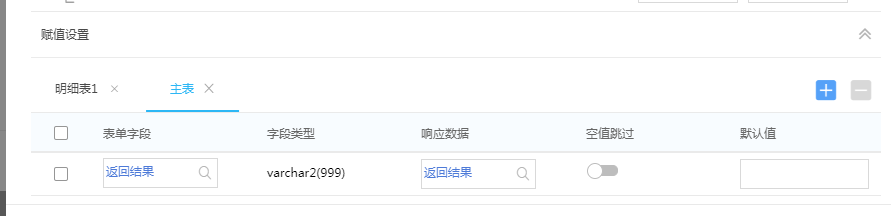 赋值设置
明细表1 主表
表单字段 字段类型 响应数据 空值跳过 默认值
返回结果 varchar2(999) 返回结果